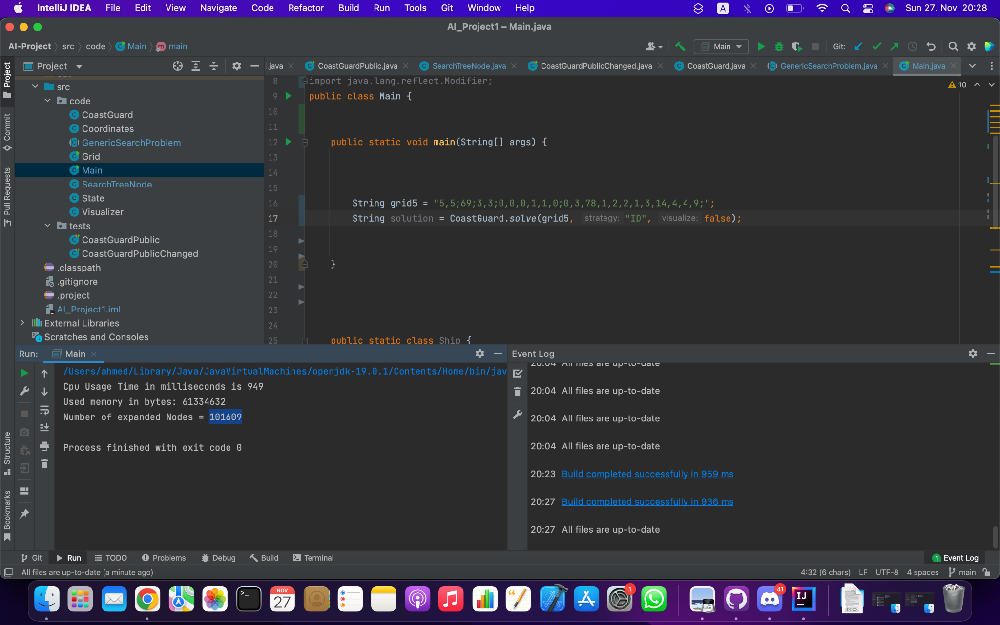 IntelliJ IDEA File Edit View Navigate Code Refactor Build Run Tools Git Window Help A Sun 27. Nov 20:28
AI_Project1 – Main.java
AI-Project src code Main m main Main Git:
Project .java CoastGuardPublic.java SearchTreeNode.java CoastGuardPublicChanged.java CoastGuard.java GenericSearchProblem.java Main.java
Project
Commit
Pull Requests
Structure
Bookmarks
src
code
CoastGuard
Coordinates
GenericSearchProblem
Grid
Main
SearchTreeNode
State
Visualizer
tests
CoastGuardPublic
CoastGuardPublicChanged
.classpath
.gitignore
.project
AI_Project1.iml
External Libraries
Scratches and Consoles
8 import java.lang.reflect.Modifier;
9 public class Main {
10
11
12 public static void main(String[] args) {
13
14
15
16 String grid5 = "5,5;69;3,3;0,0,0,1,1,0;0,3,78,1,2,2,1,3,14,4,4,9;";
17 String solution = CoastGuard.solve(grid5, strategy: "ID", visualize: false);
18
19
20 }
21
22
23
24
25 public static class Ship {
10
Run: Main
/Users/ahmed/Library/Java/JavaVirtualMachines/openjdk-19.0.1/Contents/Home/bin/jav
Cpu Usage Time in milliseconds is 949
Used memory in bytes: 61334632
Number of expanded Nodes = 101609
Process finished with exit code 0
Event Log
20:04 All files are up-to-date
20:04 All files are up-to-date
20:04 All files are up-to-date
20:04 All files are up-to-date
20:23 Build completed successfully in 959 ms
20:27 Build completed successfully in 936 ms
20:27 All files are up-to-date
Git Run TODO Problems Debug Build Terminal 1 Event Log
All files are up-to-date (a minute ago) 4:32 (6 chars) LF UTF-8 4 spaces main
NOV
27
1
41
IJ
DOCX